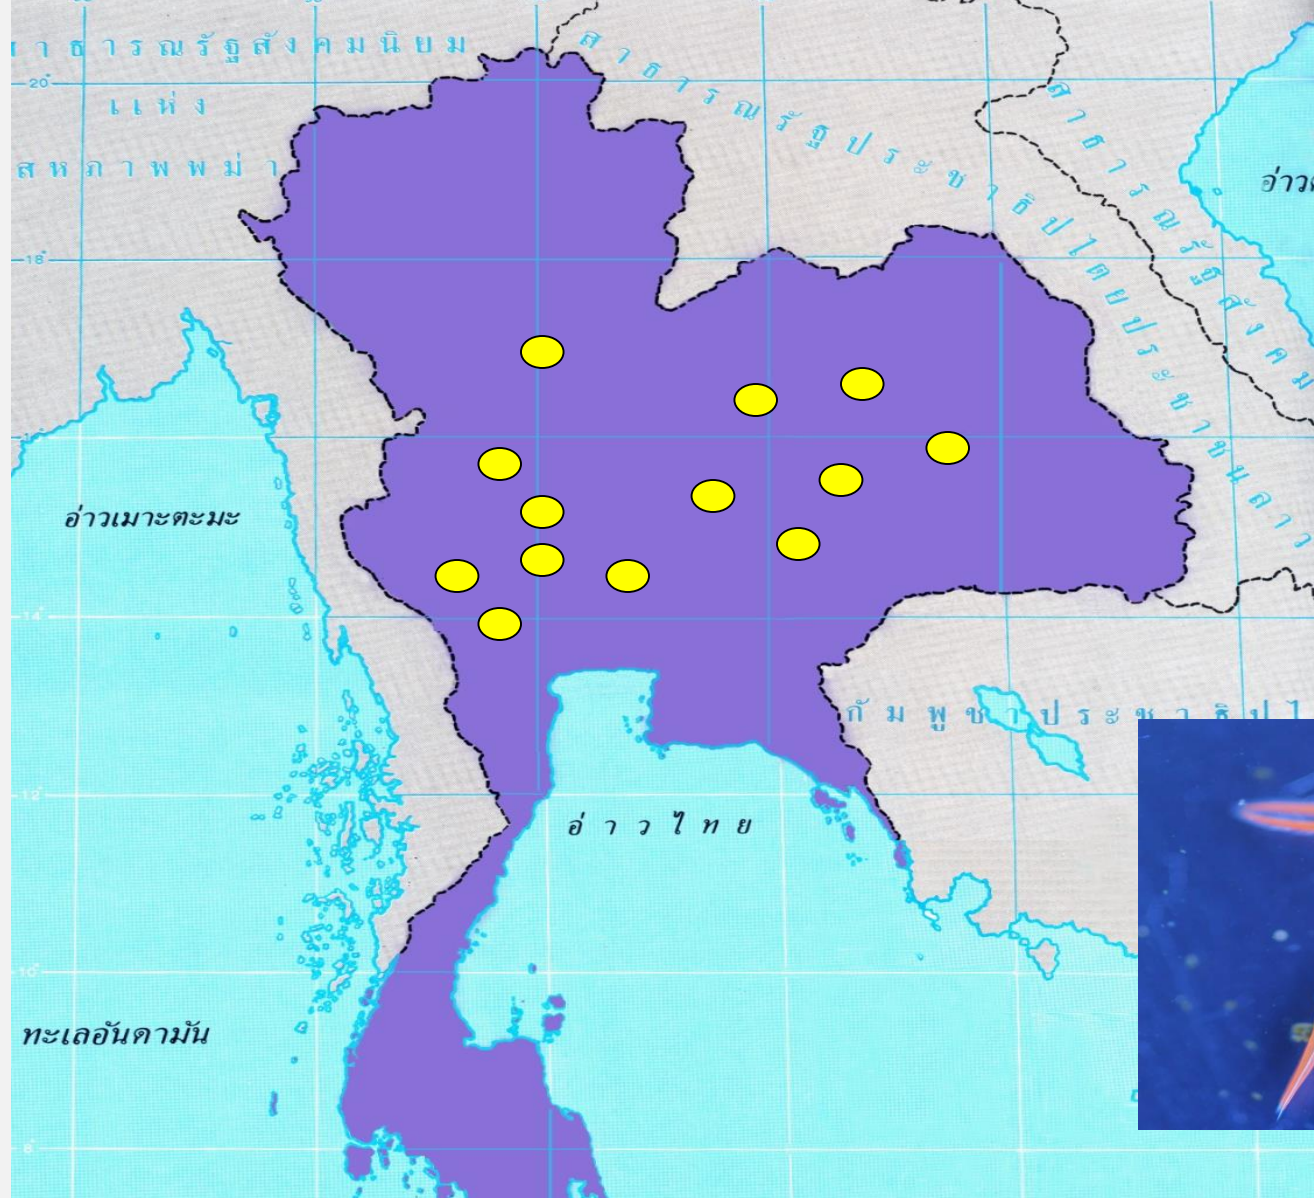 สาธารณรัฐสังคมนิยม
แห่ง
สหภาพพม่า
สาธารณรัฐประชาธิปไตยประชาชนลาว
สาธารณรัฐสังคม
20°
18°
14°
12°
10°
8°
อ่าวเมาะตะมะ
กัมพูชาประชาธิปไ
อ่าวไทย
ทะเลอันดามัน